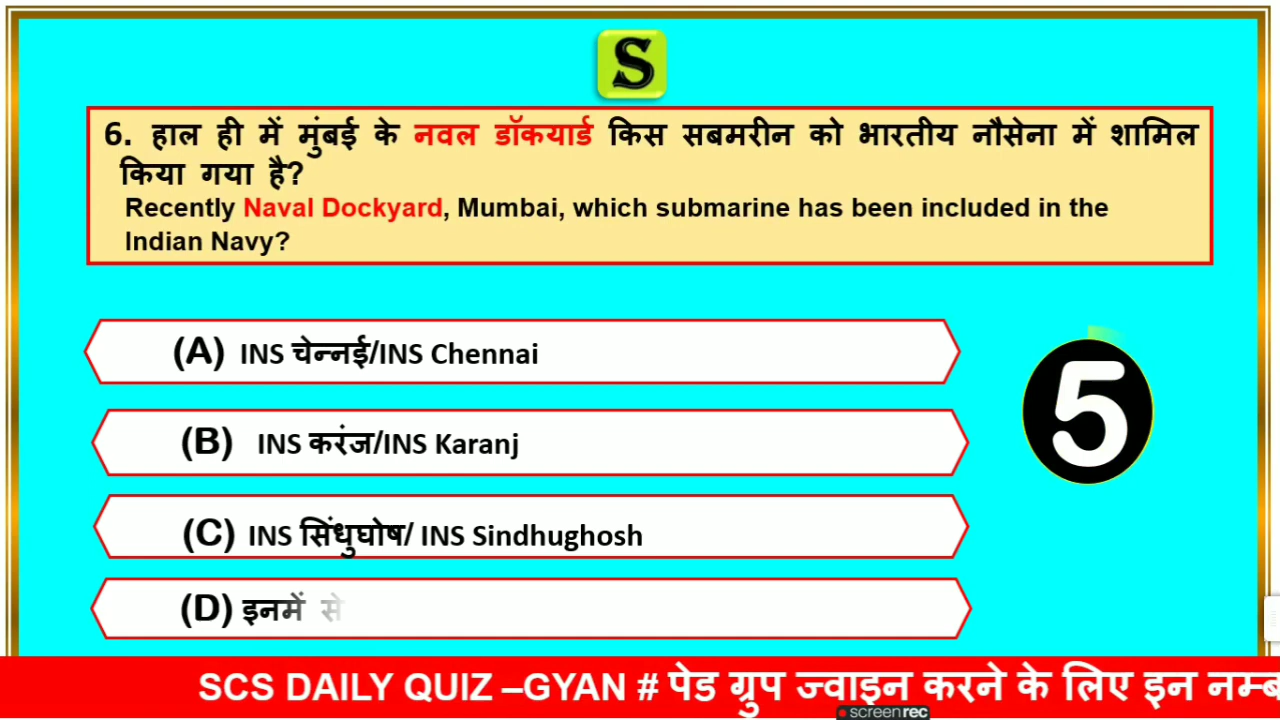 S
6. हाल ही में मुंबई के नवल डॉकयार्ड किस सबमरीन को भारतीय नौसेना में शामिल
किया गया है?
Recently Naval Dockyard, Mumbai, which submarine has been included in the
Indian Navy?
(A) INS चेन्नई/INS Chennai
(B) INS करंज/INS Karanj
5
(C) INS सिंधुघोष/ INS Sindhughosh
(D) इनमें से
SCS DAILY QUIZ –GYAN # पेड ग्रुप ज्वाइन करने के लिए इन
screenrec